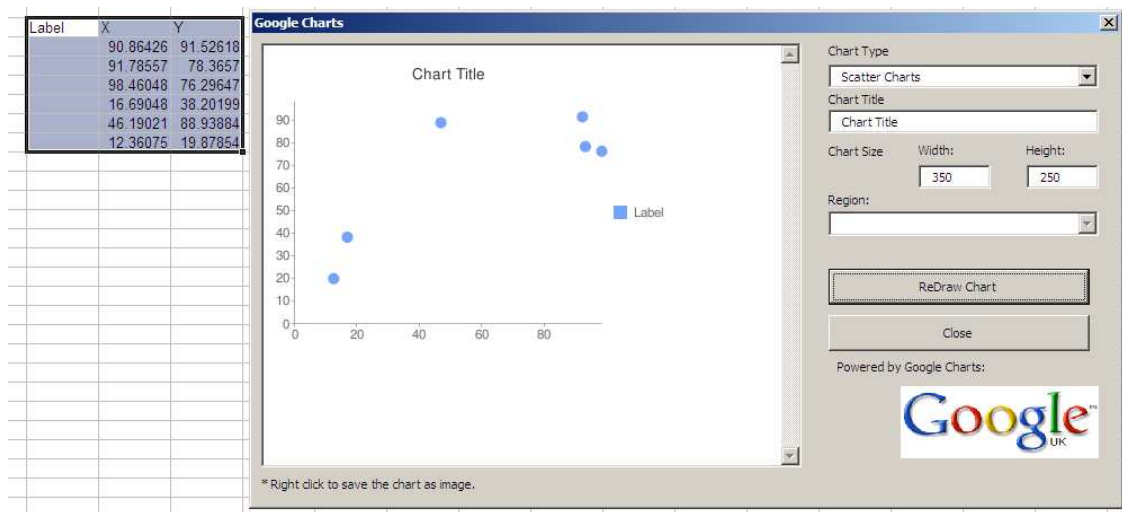 Label X Y
90.86426 91.52618
91.78557 78.3657
98.46048 76.29647
16.69048 38.20199
46.19021 88.93884
12.36075 19.87854
Google Charts
Chart Title
90
80
70
60
50
40
30
20
10
0
0 20 40 60 80
Label
* Right click to save the chart as image.
Chart Type
Scatter Charts
Chart Title
Chart Title
Chart Size Width: Height:
350 250
Region:
ReDraw Chart
Close
Powered by Google Charts:
Google™
UK